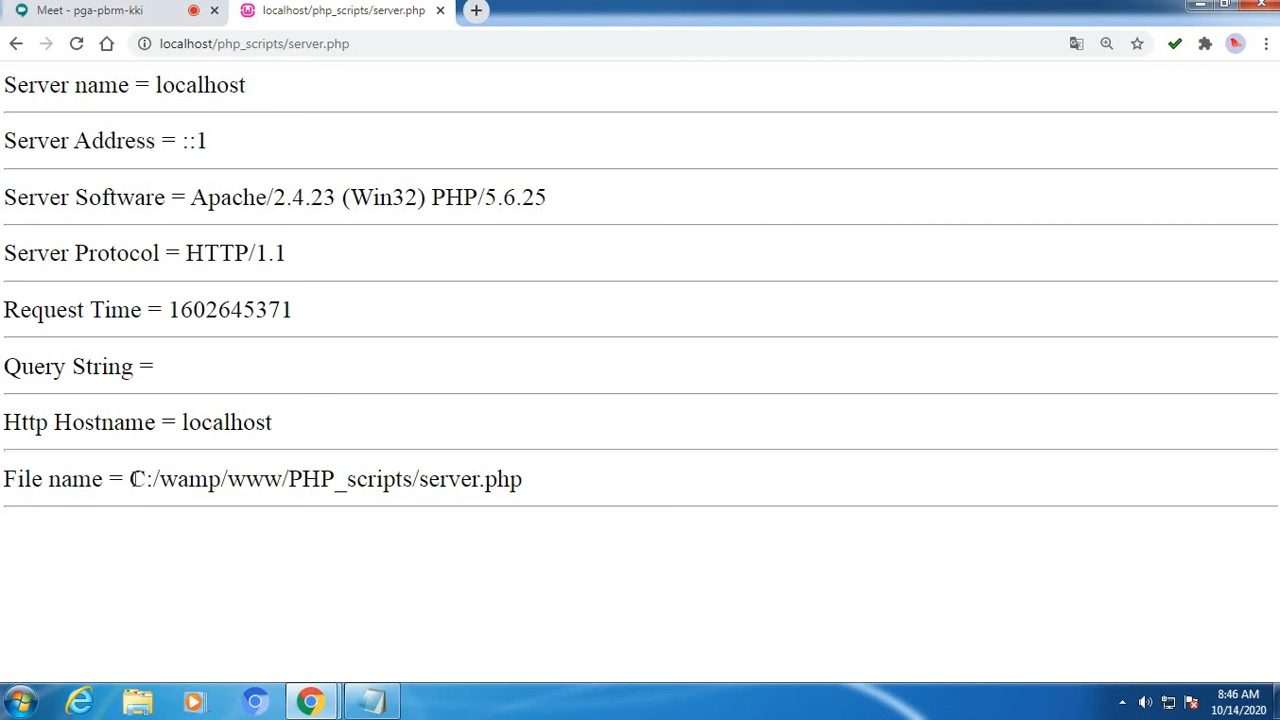 Meet - pga-pbrm-kki
localhost/php_scripts/server.php
localhost/php_scripts/server.php
Server name = localhost
Server Address = ::1
Server Software = Apache/2.4.23 (Win32) PHP/5.6.25
Server Protocol = HTTP/1.1
Request Time = 1602645371
Query String =
Http Hostname = localhost
File name = C:/wamp/www/PHP_scripts/server.php
8:46 AM
10/14/2020